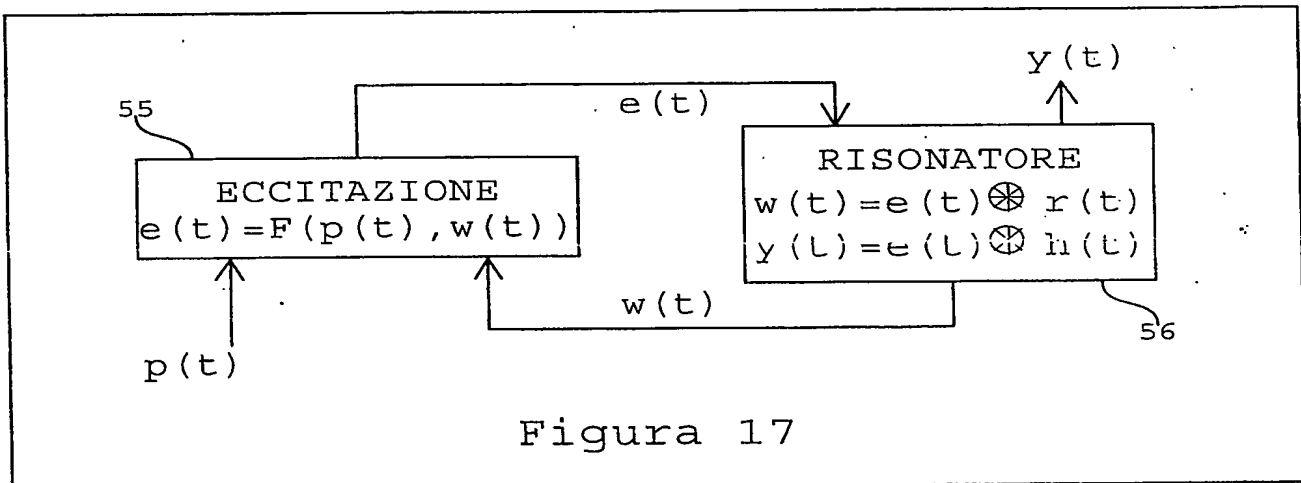 y(t)
55
e(t)
ECCITAZIONE
e(t)=F(p(t),w(t))
RISONATORE
w(t)=e(t)⊛ r(t)
y(t)=e(t)⊛ h(t)
w(t)
56
p(t)
Figura 17